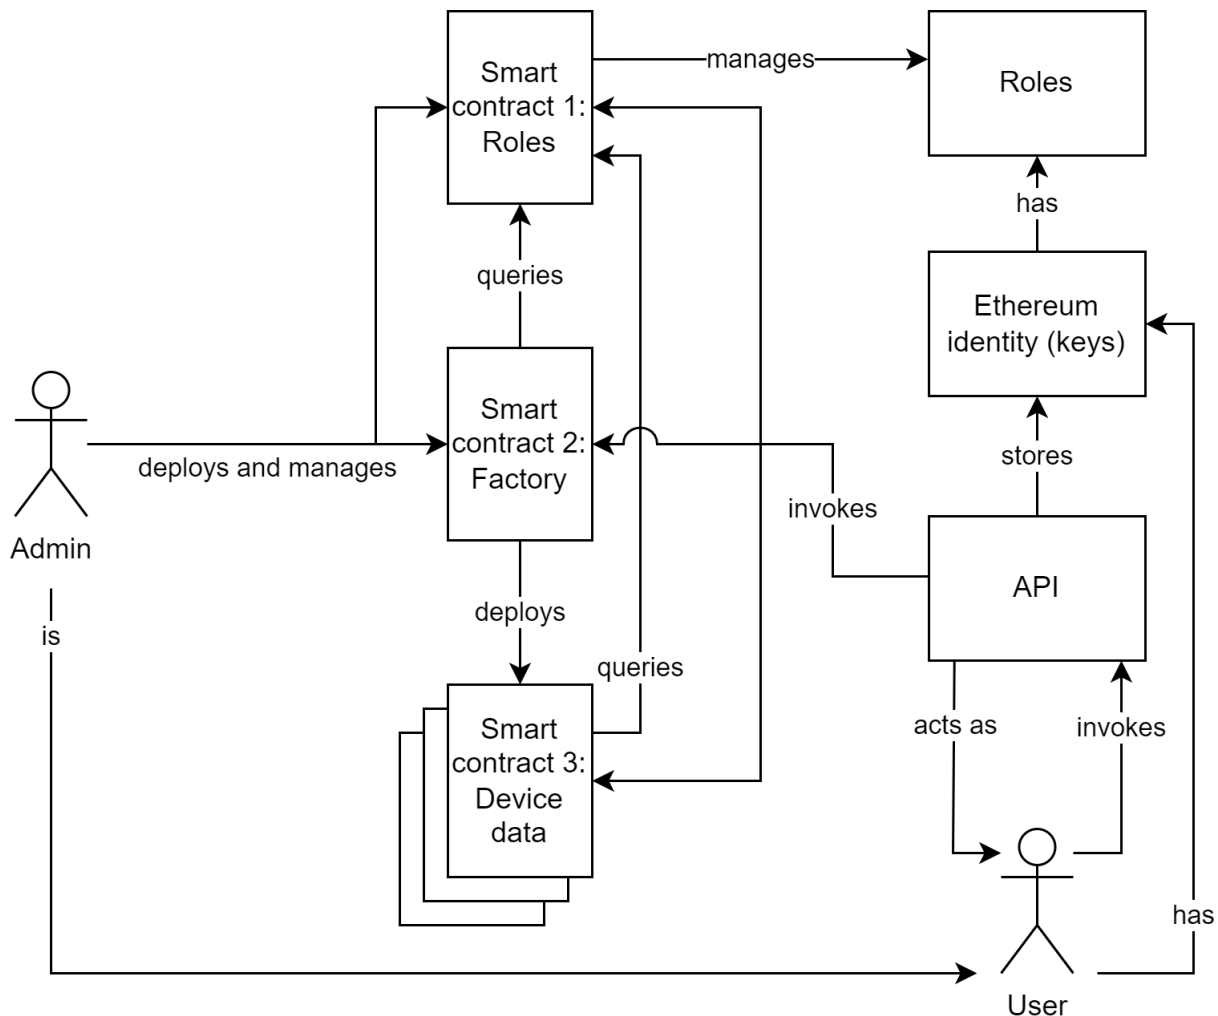 Smart
contract 1:
Roles
manages
Roles
has
queries
Ethereum
identity (keys)
Smart
contract 2:
Factory
deploys and manages
stores
invokes
Admin
API
deploys
is
queries
Smart
contract 3:
Device
data
acts as
invokes
has
User